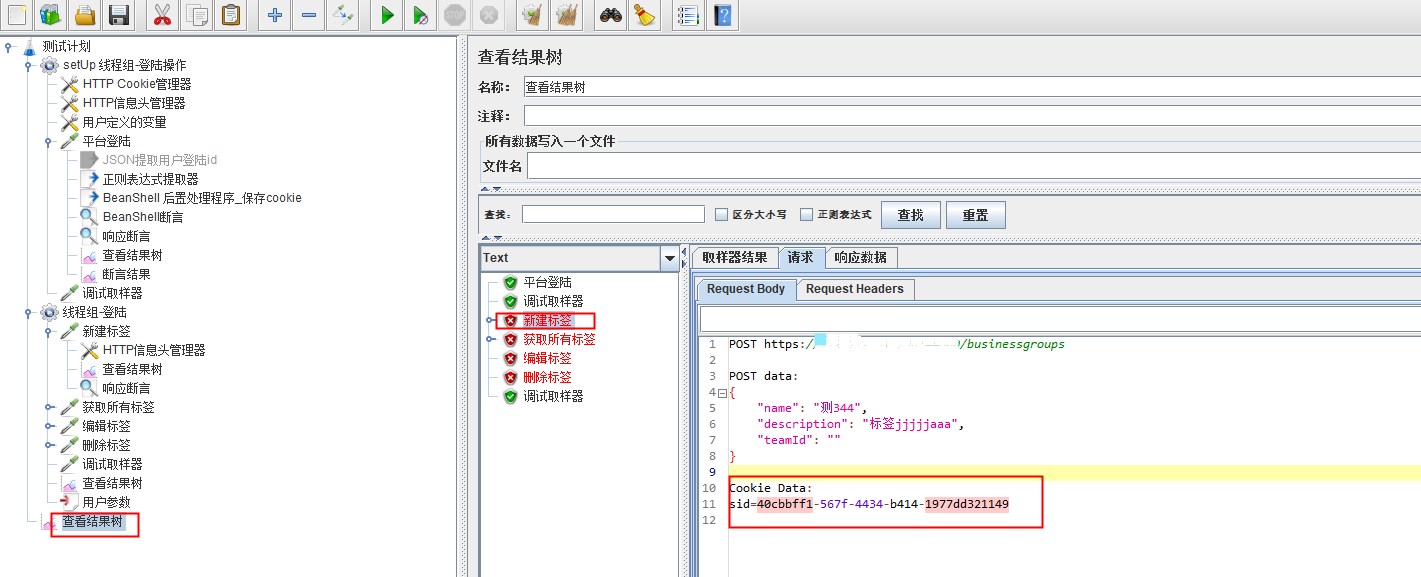 测试计划
setUp 线程组-登陆操作
HTTP Cookie管理器
HTTP信息头管理器
用户定义的变量
平台登陆
JSON提取用户登陆id
正则表达式提取器
BeanShell 后置处理程序_保存cookie
BeanShell断言
响应断言
查看结果树
断言结果
调试取样器
线程组-登陆
新建标签
HTTP信息头管理器
查看结果树
响应断言
获取所有标签
编辑标签
删除标签
调试取样器
查看结果树
用户参数
查看结果树
查看结果树
名称： 查看结果树
注释：
所有数据写入一个文件
文件名
查找： 区分大小写 正则表达式 查找 重置
Text
平台登陆
调试取样器
新建标签
获取所有标签
编辑标签
删除标签
调试取样器
取样器结果 请求 响应数据
Request Body Request Headers
1 POST https:/ /businessgroups
2
3 POST data:
4 {
5 "name": "测344",
6 "description": "标签jjjjjaaa",
7 "teamId": ""
8 }
9
10 Cookie Data:
11 sid=40cbbff1-567f-4434-b414-1977dd321149
12